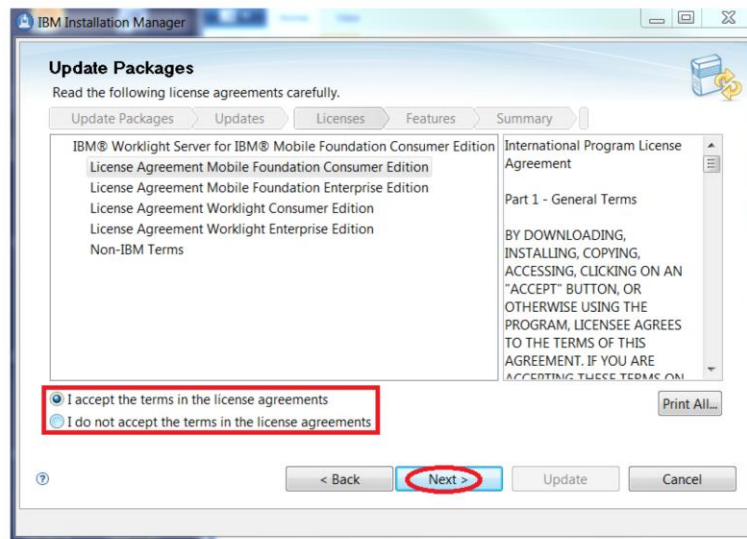 IBM Installation Manager
Update Packages
Read the following license agreements carefully.
Update Packages
Updates
Licenses
Features
Summary
IBM® Worklight Server for IBM® Mobile Foundation Consumer Edition
License Agreement Mobile Foundation Consumer Edition
License Agreement Mobile Foundation Enterprise Edition
License Agreement Worklight Consumer Edition
License Agreement Worklight Enterprise Edition
Non-IBM Terms
International Program License
Agreement
Part 1 - General Terms
BY DOWNLOADING,
INSTALLING, COPYING,
ACCESSING, CLICKING ON AN
"ACCEPT" BUTTON, OR
OTHERWISE USING THE
PROGRAM, LICENSEE AGREES
TO THE TERMS OF THIS
AGREEMENT. IF YOU ARE
ACCEPTING THESE TERMS ON
I accept the terms in the license agreements
I do not accept the terms in the license agreements
Print All...
< Back
Next >
Update
Cancel